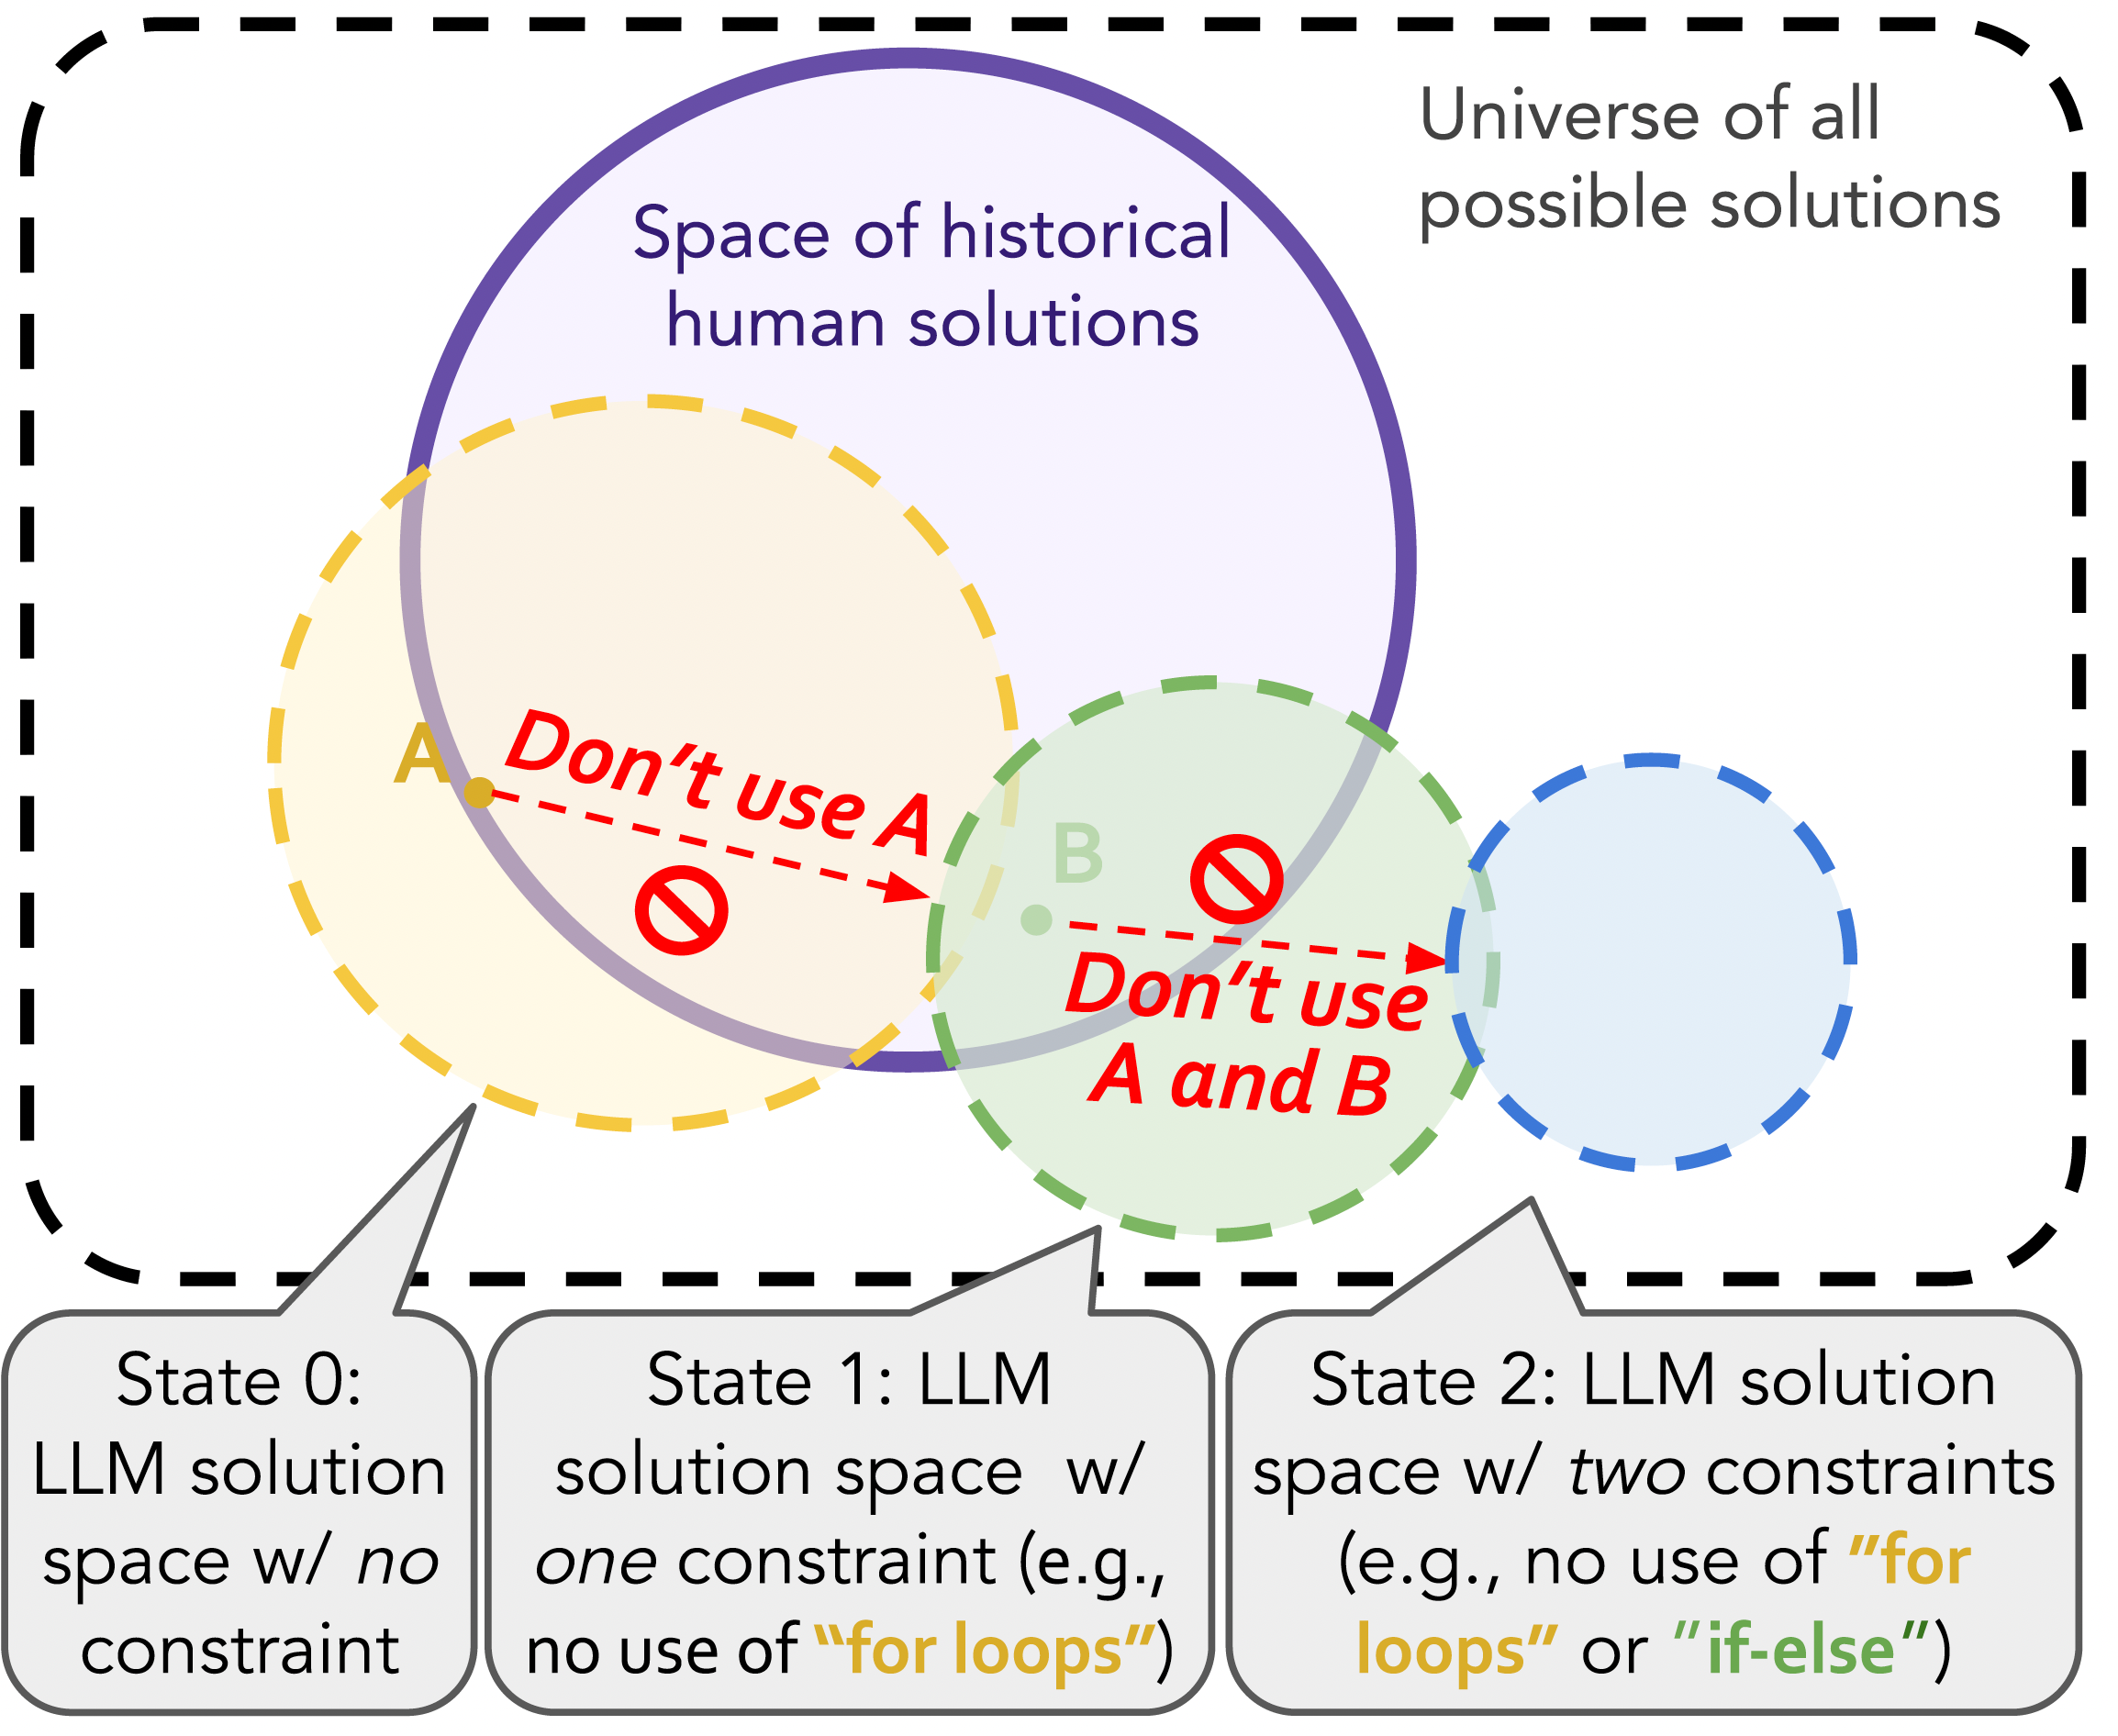 Universe of all
possible solutions
Space of historical
human solutions
A
Don't use A
B
Don't use
A and B
State 0:
LLM solution
space w/ no
constraint
State 1: LLM
solution space w/
one constraint (e.g.,
no use of "for loops")
State 2: LLM solution
space w/ two constraints
(e.g., no use of "for
loops" or "if-else")